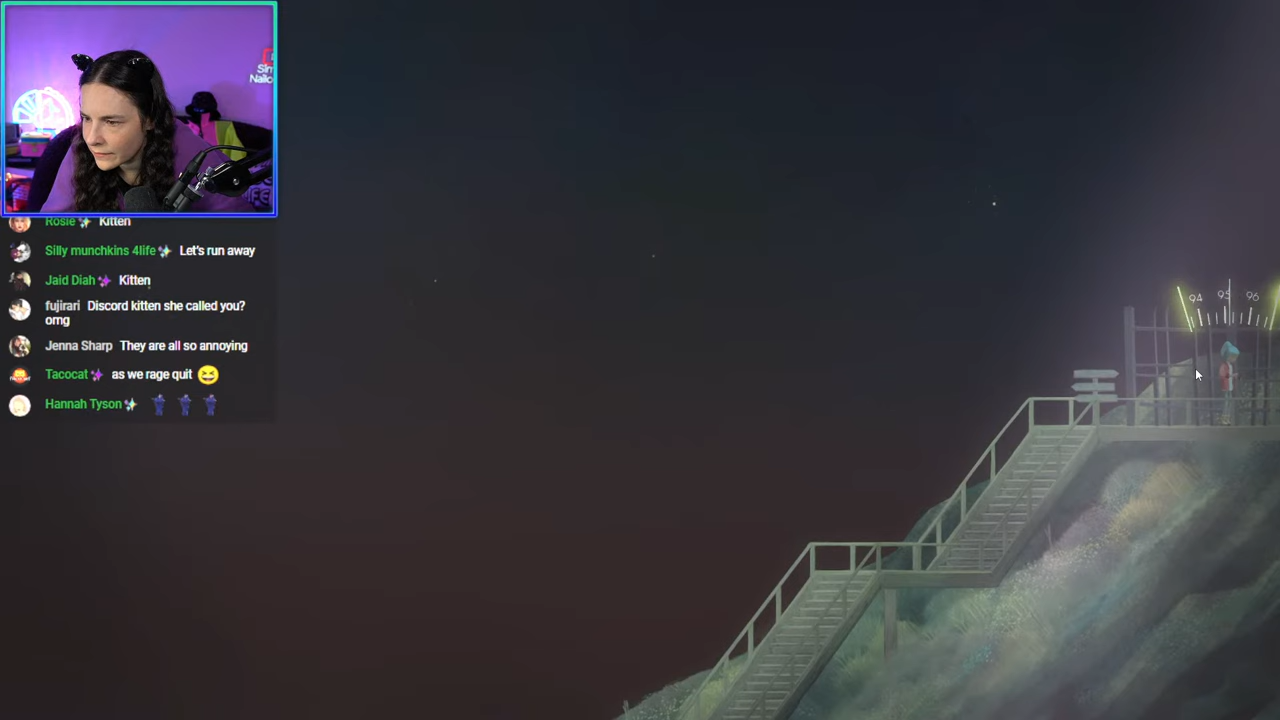 Rosie Kitten
Silly munchkins 4life Let's run away
Jaid Diah Kitten
fujirari Discord kitten she called you?
omg
Jenna Sharp They are all so annoying
Tacocat as we rage quit 😆
Hannah Tyson
94 95 96